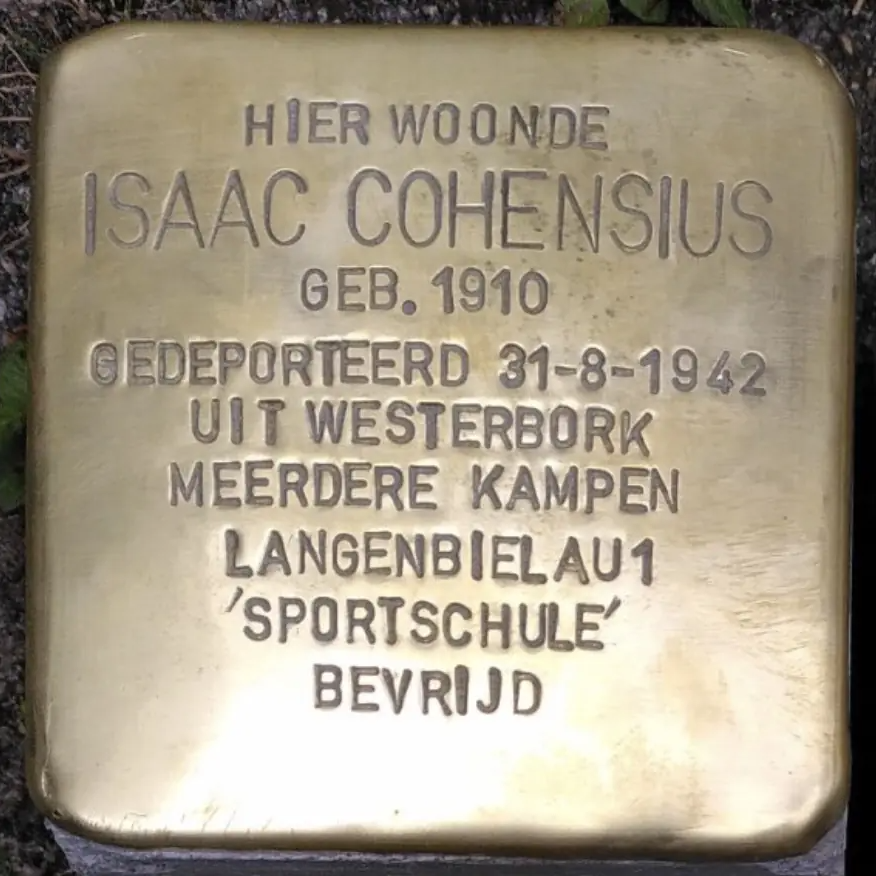 HIER WOONDE
ISAAC COHENSIUS
GEB. 1910
GEDEPORTEERD 31-8-1942
UIT WESTERBORK
MEERDERE KAMPEN
LANGENBIELAU1
'SPORTSCHULE'
BEVRIJD